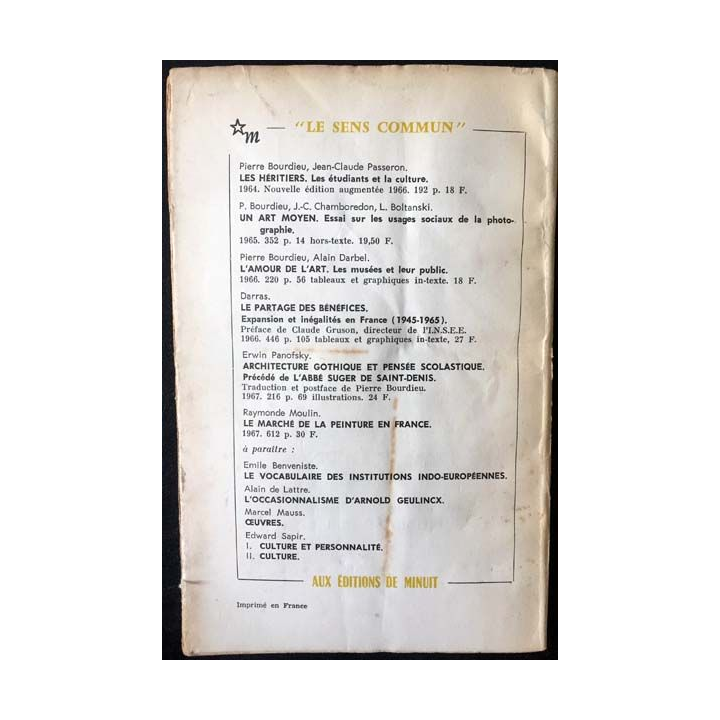 m "LE SENS COMMUN"
Pierre Bourdieu, Jean-Claude Passeron.
LES HÉRITIERS. Les étudiants et la culture.
1964. Nouvelle édition augmentée 1966. 192 p. 18 F.
P. Bourdieu, J.-C. Chamboredon, L. Boltanski.
UN ART MOYEN. Essai sur les usages sociaux de la photo-
graphie.
1965. 352 p. 14 hors-texte. 19,50 F.
Pierre Bourdieu, Alain Darbel.
L'AMOUR DE L'ART. Les musées et leur public.
1966. 220 p. 56 tableaux et graphiques in-texte. 18 F.
Darras.
LE PARTAGE DES BÉNÉFICES.
Expansion et inégalités en France (1945-1965).
Préface de Claude Gruson, directeur de l'I.N.S.E.E.
1966. 446 p. 105 tableaux et graphiques in-texte, 27 F.
Erwin Panofsky.
ARCHITECTURE GOTHIQUE ET PENSÉE SCOLASTIQUE.
Précédé de L'ABBÉ SUGER DE SAINT-DENIS.
Traduction et postface de Pierre Bourdieu.
1967. 216 p. 69 illustrations. 24 F.
Raymonde Moulin.
LE MARCHÉ DE LA PEINTURE EN FRANCE.
1967. 612 p. 30 F.
à paraître :
Emile Benveniste.
LE VOCABULAIRE DES INSTITUTIONS INDO-EUROPÉENNES.
Alain de Lattre.
L'OCCASIONNALISME D'ARNOLD GEULINCX.
Marcel Mauss.
ŒUVRES.
Edward Sapir.
I. CULTURE ET PERSONNALITÉ.
II. CULTURE.
AUX ÉDITIONS DE MINUIT
Imprimé en France